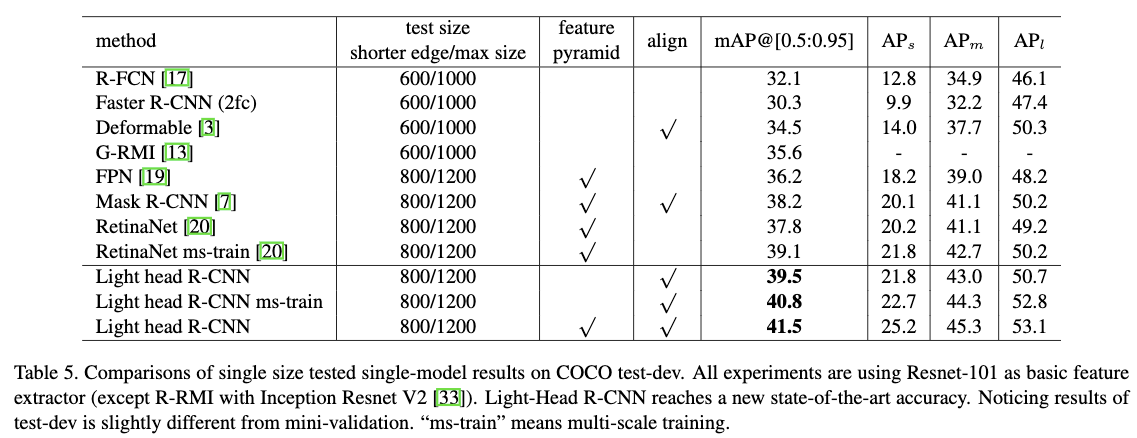 method test size shorter edge/max size feature pyramid align mAP@[0.5:0.95] APs APm APl
R-FCN [17] 600/1000 32.1 12.8 34.9 46.1
Faster R-CNN (2fc) 600/1000 30.3 9.9 32.2 47.4
Deformable [3] 600/1000 √ 34.5 14.0 37.7 50.3
G-RMI [13] 600/1000 35.6 - - -
FPN [19] 800/1200 √ 36.2 18.2 39.0 48.2
Mask R-CNN [7] 800/1200 √ √ 38.2 20.1 41.1 50.2
RetinaNet [20] 800/1200 √ 37.8 20.2 41.1 49.2
RetinaNet ms-train [20] 800/1200 √ 39.1 21.8 42.7 50.2
Light head R-CNN 800/1200 √ 39.5 21.8 43.0 50.7
Light head R-CNN ms-train 800/1200 √ 40.8 22.7 44.3 52.8
Light head R-CNN 800/1200 √ √ 41.5 25.2 45.3 53.1
Table 5. Comparisons of single size tested single-model results on COCO test-dev. All experiments are using Resnet-101 as basic feature
extractor (except R-RMI with Inception Resnet V2 [33]). Light-Head R-CNN reaches a new state-of-the-art accuracy. Noticing results of
test-dev is slightly different from mini-validation. “ms-train” means multi-scale training.